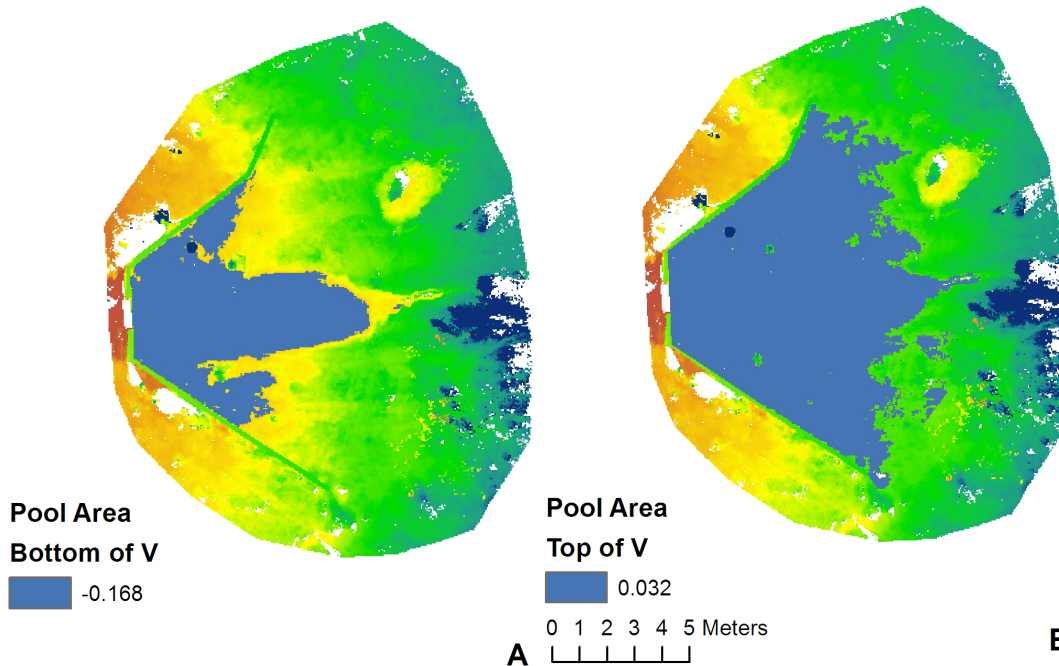 Pool Area
Bottom of V
-0.168
A
Pool Area
Top of V
0.032
0 1 2 3 4 5 Meters